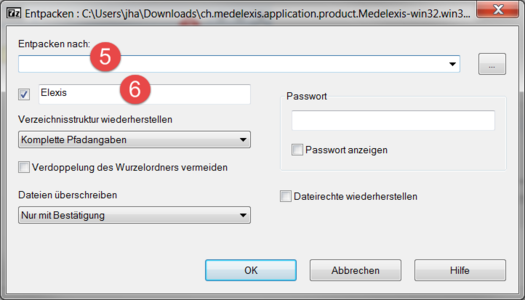 Entpacken : C:\Users\jha\Downloads\ch.medelexis.application.product.Medelexis-win32.win3...
Entpacken nach:
5
...
6
Elexis
Passwort
Verzeichnisstruktur wiederherstellen
Komplette Pfadangaben
Passwort anzeigen
Verdoppelung des Wurzelordners vermeiden
Dateien überschreiben
Dateirechte wiederherstellen
Nur mit Bestätigung
OK
Abbrechen
Hilfe